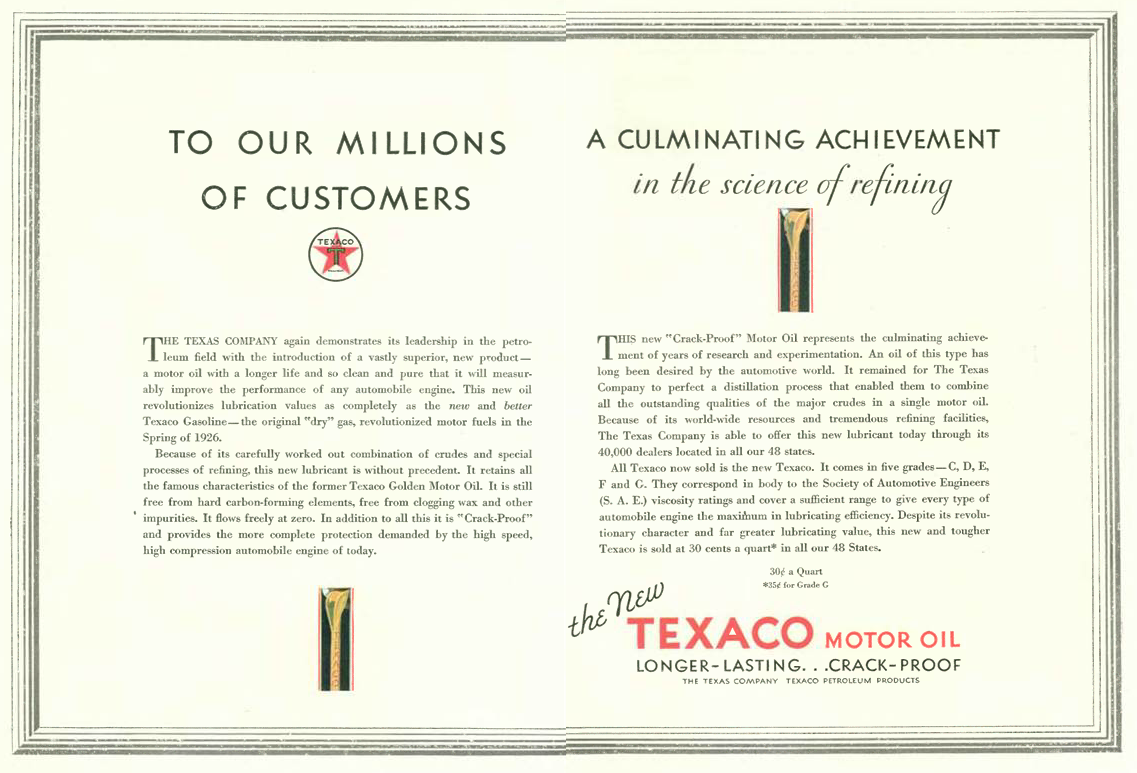 TO OUR MILLIONS
OF CUSTOMERS
TEXACO
T
THE TEXAS COMPANY again demonstrates its leadership in the petro-
leum field with the introduction of a vastly superior, new product—
a motor oil with a longer life and so clean and pure that it will measur-
ably improve the performance of any automobile engine. This new oil
revolutionizes lubrication values as completely as the new and better
Texaco Gasoline—the original "dry" gas, revolutionized motor fuels in the
Spring of 1926.
Because of its carefully worked out combination of crudes and special
processes of refining, this new lubricant is without precedent. It retains all
the famous characteristics of the former Texaco Golden Motor Oil. It is still
free from hard carbon-forming elements, free from clogging wax and other
impurities. It flows freely at zero. In addition to all this it is "Crack-Proof"
and provides the more complete protection demanded by the high speed,
high compression automobile engine of today.
A CULMINATING ACHIEVEMENT
in the science of refining
THIS new "Crack-Proof" Motor Oil represents the culminating achieve-
ment of years of research and experimentation. An oil of this type has
long been desired by the automotive world. It remained for The Texas
Company to perfect a distillation process that enabled them to combine
all the outstanding qualities of the major crudes in a single motor oil.
Because of its world-wide resources and tremendous refining facilities,
The Texas Company is able to offer this new lubricant today through its
40,000 dealers located in all our 48 states.
All Texaco now sold is the new Texaco. It comes in five grades—C, D, E,
F and G. They correspond in body to the Society of Automotive Engineers
(S. A. E.) viscosity ratings and cover a sufficient range to give every type of
automobile engine the maximum in lubricating efficiency. Despite its revolu-
tionary character and far greater lubricating value, this new and tougher
Texaco is sold at 30 cents a quart* in all our 48 States.
30¢ a Quart
*35¢ for Grade G
the New
TEXACO MOTOR OIL
LONGER-LASTING. . .CRACK-PROOF
THE TEXAS COMPANY TEXACO PETROLEUM PRODUCTS